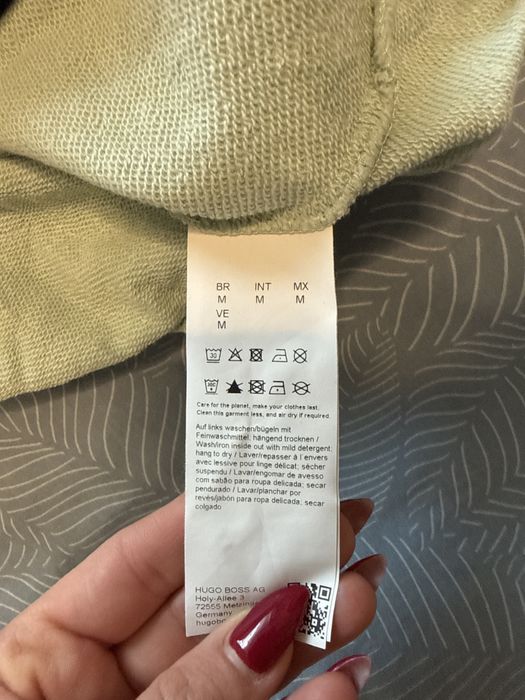 BR INT MX
M M M
VE
M
30
Care for the planet, make your clothes last.
Clean this garment less, and air dry if required.
Auf links waschen/bügeln mit
Feinwaschmittel, hängend trocknen /
Wash/iron inside out with mild detergent;
hang to dry / Laver/repasser à l'envers
avec lessive pour linge délicat; sécher
suspendu / Lavar/engomar de avesso
com sabão para roupa delicada; secar
pendurado / Lavar/planchar por
revés/jabón para ropa delicada; secar
colgado
HUGO BOSS AG
Holy-Allee 3
72555
Germany